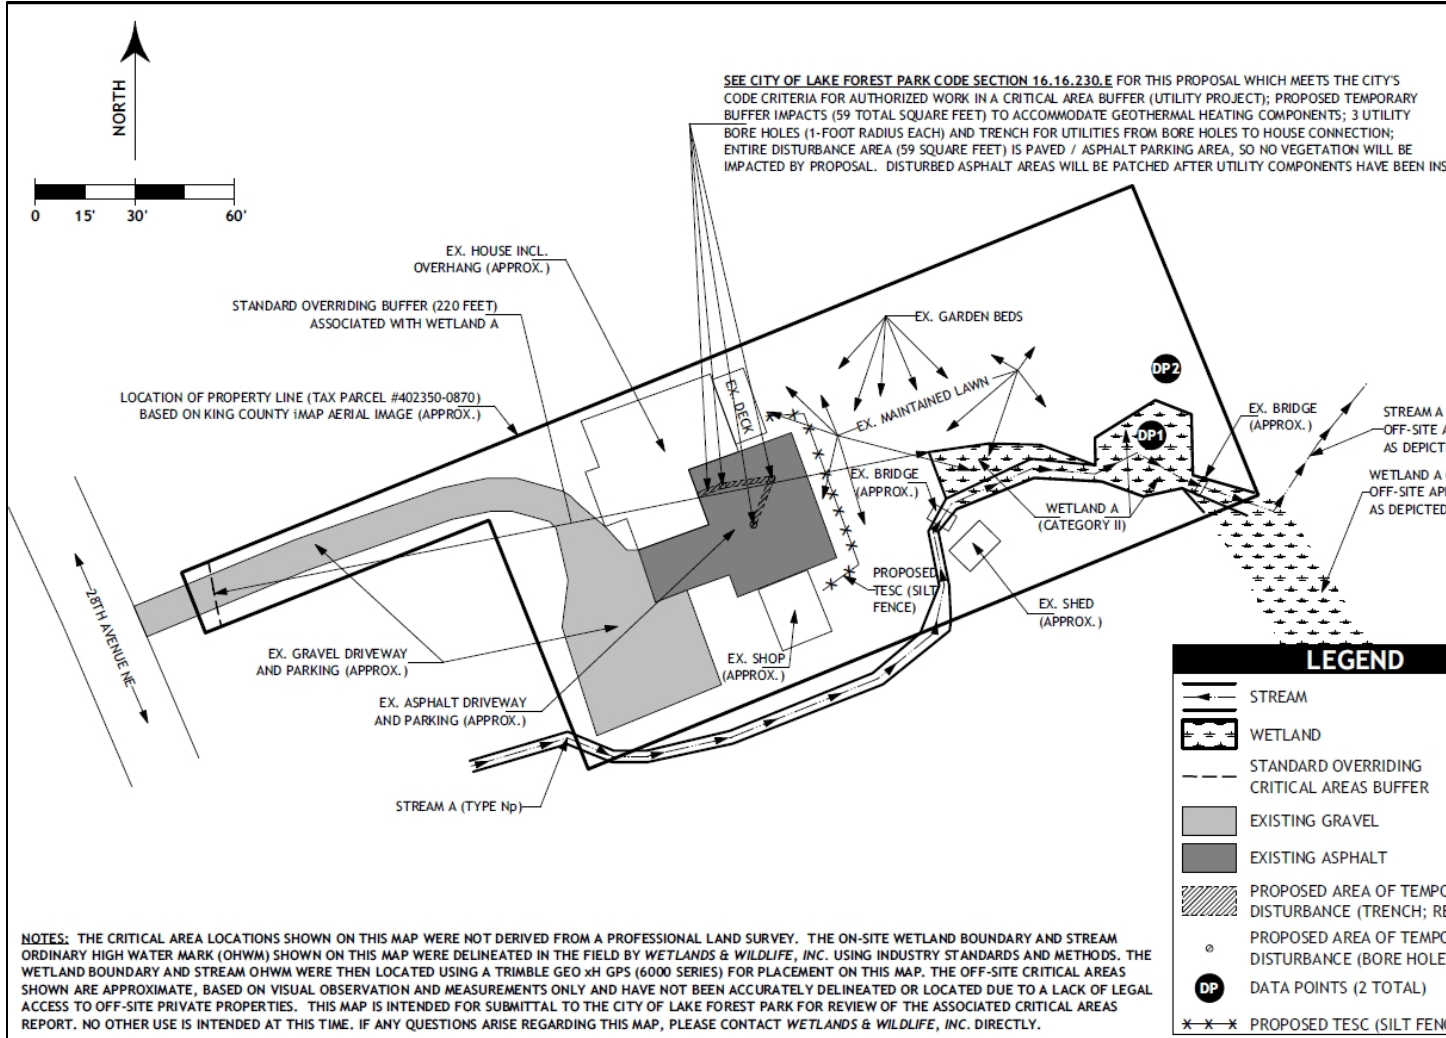 NORTH
0 15' 30' 60'
SEE CITY OF LAKE FOREST PARK CODE SECTION 16.16.230.E FOR THIS PROPOSAL WHICH MEETS THE CITY'S
CODE CRITERIA FOR AUTHORIZED WORK IN A CRITICAL AREA BUFFER (UTILITY PROJECT); PROPOSED TEMPORARY
BUFFER IMPACTS (59 TOTAL SQUARE FEET) TO ACCOMMODATE GEOTHERMAL HEATING COMPONENTS; 3 UTILITY
BORE HOLES (1-FOOT RADIUS EACH) AND TRENCH FOR UTILITIES FROM BORE HOLES TO HOUSE CONNECTION;
ENTIRE DISTURBANCE AREA (59 SQUARE FEET) IS PAVED / ASPHALT PARKING AREA, SO NO VEGETATION WILL BE
IMPACTED BY PROPOSAL. DISTURBED ASPHALT AREAS WILL BE PATCHED AFTER UTILITY COMPONENTS HAVE BEEN INS
EX. HOUSE INCL.
OVERHANG (APPROX.)
STANDARD OVERRIDING BUFFER (220 FEET)
ASSOCIATED WITH WETLAND A
LOCATION OF PROPERTY LINE (TAX PARCEL #402350-0870)
BASED ON KING COUNTY iMAP AERIAL IMAGE (APPROX.)
EX. DECK
EX. GARDEN BEDS
EX. MAINTAINED LAWN
DP2
DP1
EX. BRIDGE
(APPROX.)
STREAM A
OFF-SITE A
AS DEPICT
WETLAND A
OFF-SITE AP
AS DEPICTED
EX. BRIDGE
(APPROX.)
WETLAND A
(CATEGORY II)
PROPOSED
TESC (SILT
FENCE)
EX. SHED
(APPROX.)
28TH AVENUE NE
EX. GRAVEL DRIVEWAY
AND PARKING (APPROX.)
EX. SHOP
(APPROX.)
EX. ASPHALT DRIVEWAY
AND PARKING (APPROX.)
STREAM A (TYPE Np)
LEGEND
STREAM
WETLAND
STANDARD OVERRIDING
CRITICAL AREAS BUFFER
EXISTING GRAVEL
EXISTING ASPHALT
PROPOSED AREA OF TEMPO
DISTURBANCE (TRENCH; RE
PROPOSED AREA OF TEMPO
DISTURBANCE (BORE HOLE
DP DATA POINTS (2 TOTAL)
PROPOSED TESC (SILT FENC
NOTES: THE CRITICAL AREA LOCATIONS SHOWN ON THIS MAP WERE NOT DERIVED FROM A PROFESSIONAL LAND SURVEY. THE ON-SITE WETLAND BOUNDARY AND STREAM
ORDINARY HIGH WATER MARK (OHWM) SHOWN ON THIS MAP WERE DELINEATED IN THE FIELD BY WETLANDS & WILDLIFE, INC. USING INDUSTRY STANDARDS AND METHODS. THE
WETLAND BOUNDARY AND STREAM OHWM WERE THEN LOCATED USING A TRIMBLE GEO xH GPS (6000 SERIES) FOR PLACEMENT ON THIS MAP. THE OFF-SITE CRITICAL AREAS
SHOWN ARE APPROXIMATE, BASED ON VISUAL OBSERVATION AND MEASUREMENTS ONLY AND HAVE NOT BEEN ACCURATELY DELINEATED OR LOCATED DUE TO A LACK OF LEGAL
ACCESS TO OFF-SITE PRIVATE PROPERTIES. THIS MAP IS INTENDED FOR SUBMITTAL TO THE CITY OF LAKE FOREST PARK FOR REVIEW OF THE ASSOCIATED CRITICAL AREAS
REPORT. NO OTHER USE IS INTENDED AT THIS TIME. IF ANY QUESTIONS ARISE REGARDING THIS MAP, PLEASE CONTACT WETLANDS & WILDLIFE, INC. DIRECTLY.